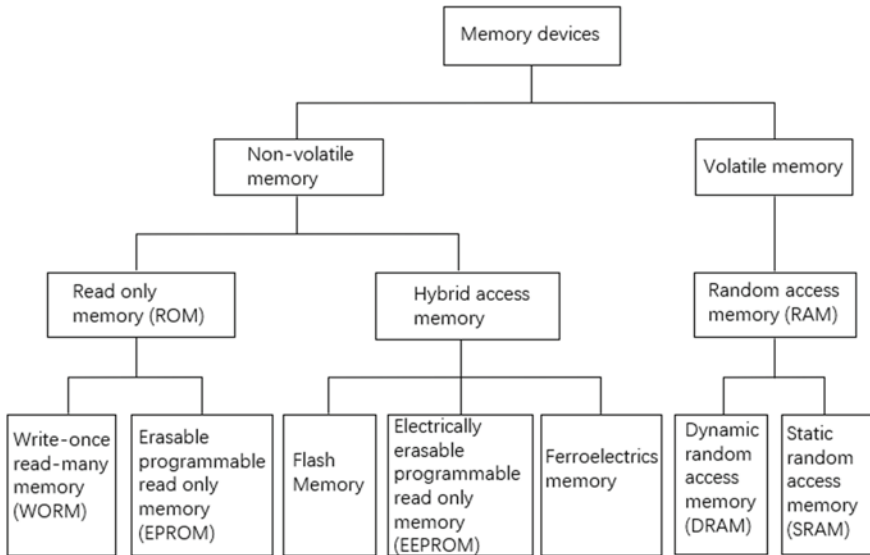 Memory devices
Non-volatile
memory
Volatile memory
Read only
memory (ROM)
Hybrid access
memory
Random access
memory (RAM)
Write-once
read-many
memory
(WORM)
Erasable
programmable
read only
memory
(EPROM)
Flash
Memory
Electrically
erasable
programmable
read only
memory
(EEPROM)
Ferroelectrics
memory
Dynamic
random
access
memory
(DRAM)
Static
random
access
memory
(SRAM)